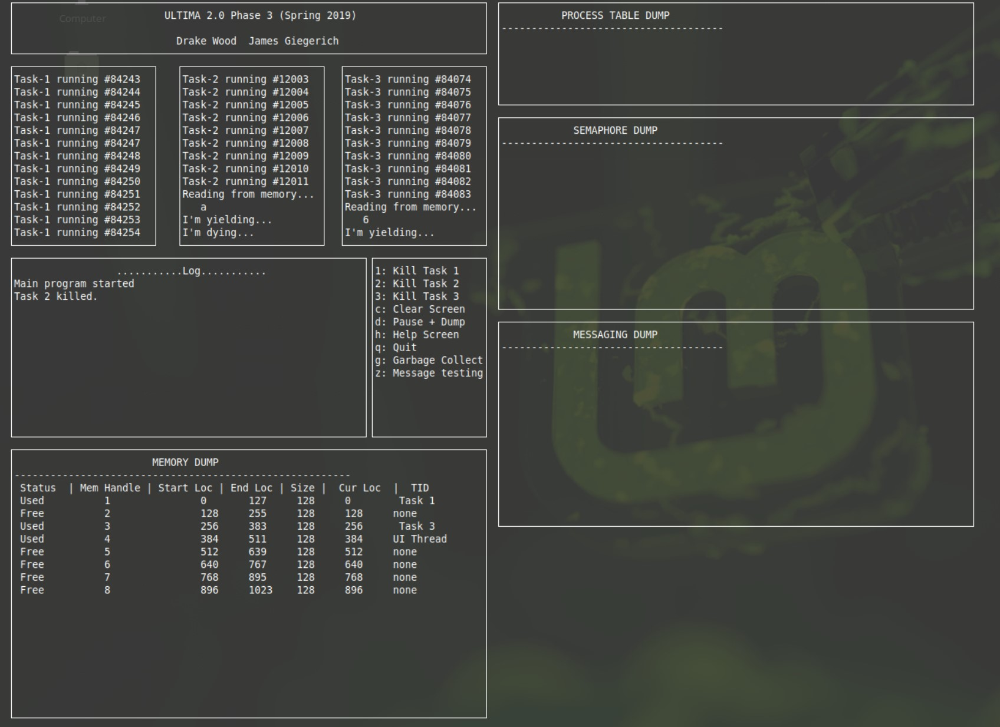 Computer
ULTIMA 2.0 Phase 3 (Spring 2019)
Drake Wood  James Giegerich
Task-1 running #84243
Task-1 running #84244
Task-1 running #84245
Task-1 running #84246
Task-1 running #84247
Task-1 running #84247
Task-1 running #84248
Task-1 running #84249
Task-1 running #84250
Task-1 running #84251
Task-1 running #84252
Task-1 running #84253
Task-1 running #84254
Task-2 running #12003
Task-2 running #12004
Task-2 running #12005
Task-2 running #12006
Task-2 running #12007
Task-2 running #12008
Task-2 running #12009
Task-2 running #12010
Task-2 running #12011
Reading from memory...
a
I'm yielding...
I'm dying...
Task-3 running #84074
Task-3 running #84075
Task-3 running #84076
Task-3 running #84077
Task-3 running #84078
Task-3 running #84079
Task-3 running #84080
Task-3 running #84081
Task-3 running #84082
Task-3 running #84083
Reading from memory...
6
I'm yielding...
...........Log...........
Main program started
Task 2 killed.
1: Kill Task 1
2: Kill Task 2
3: Kill Task 3
c: Clear Screen
d: Pause + Dump
h: Help Screen
q: Quit
g: Garbage Collect
z: Message testing
MEMORY DUMP
--------------------------------------------------------
Status  | Mem Handle | Start Loc | End Loc | Size |  Cur Loc  |  TID
Used 1 0 127 128 0 Task 1
Free 2 128 255 128 128 none
Used 3 256 383 128 256 Task 3
Used 4 384 511 128 384 UI Thread
Free 5 512 639 128 512 none
Free 6 640 767 128 640 none
Free 7 768 895 128 768 none
Free 8 896 1023 128 896 none
PROCESS TABLE DUMP
-------------------------------------
SEMAPHORE DUMP
-------------------------------------
MESSAGING DUMP
-------------------------------------